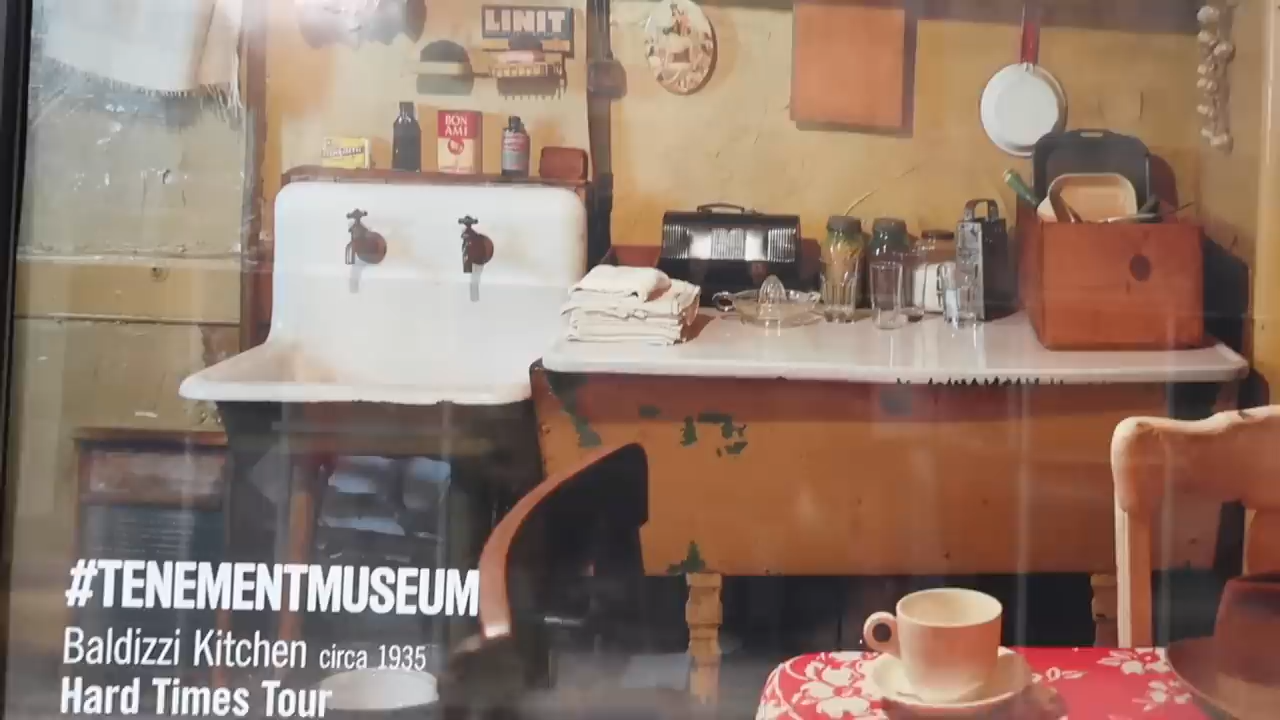 LINIT
BON
AMI
#TENEMENTMUSEUM
Baldizzi Kitchen circa 1935
Hard Times Tour